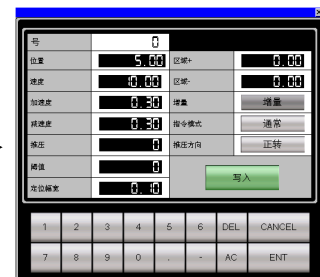 号 0
位置 5.00 区域+ 0.00
速度 10.00 区域- 0.00
加速度 0.30 增量 增量
减速度 0.30 指令模式 通常
推压 0 推压方向 正转
阈值 0
定位幅宽 0.10 写入
1 2 3 4 5 6 DEL CANCEL
7 8 9 0 . - AC ENT